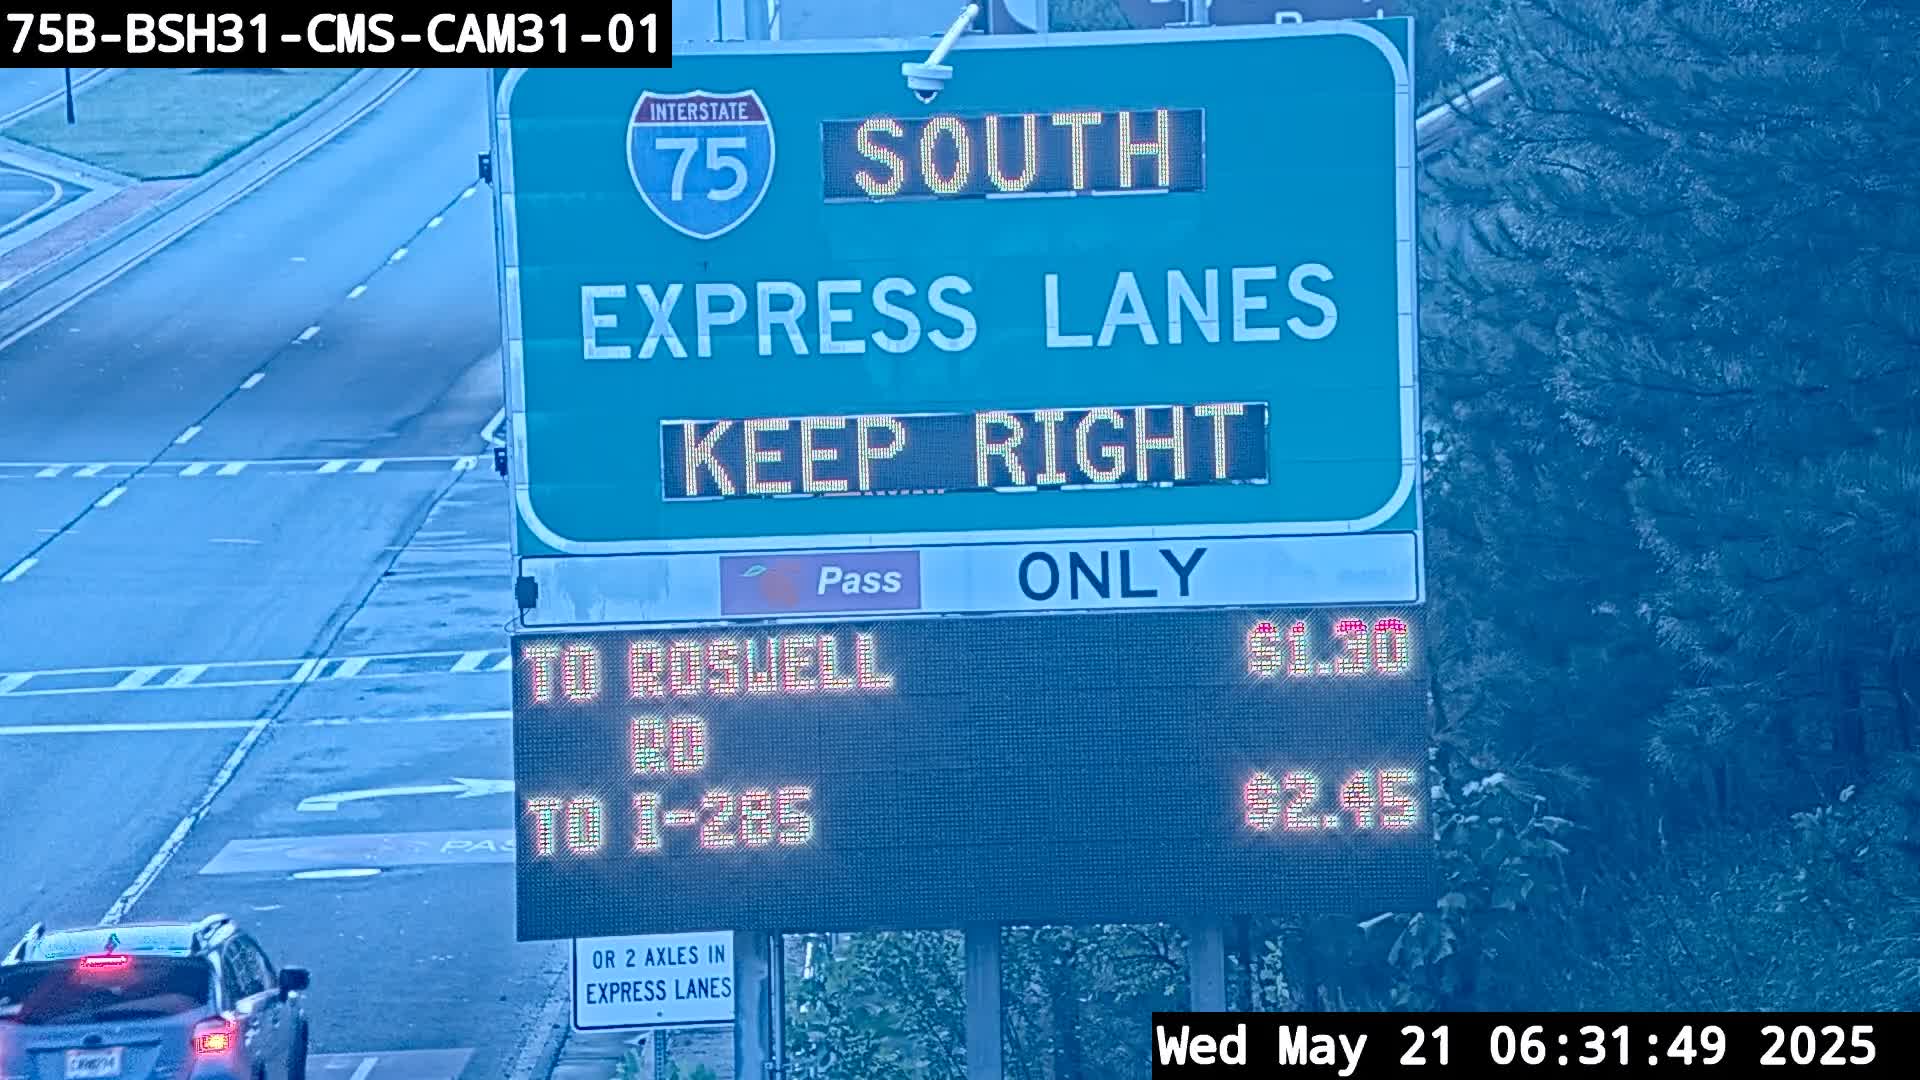 75B-BSH31-CMS-CAM31-01
INTERSTATE
75
SOUTH
EXPRESS LANES
KEEP RIGHT
Pass ONLY
TO ROSWELL $1.30
RD
TO I-285 $2.45
PAS
OR 2 AXLES IN
EXPRESS LANES
Wed May 21 06:31:49 2025